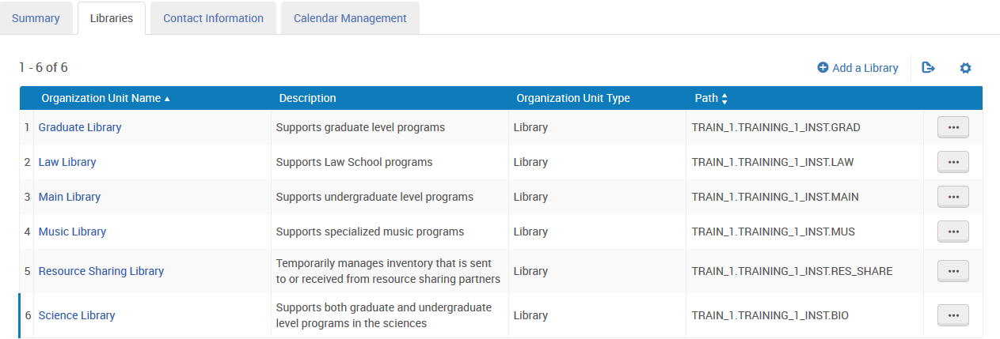 Summary Libraries Contact Information Calendar Management
1 - 6 of 6 Add a Library
Organization Unit Name Description Organization Unit Type Path
1 Graduate Library Supports graduate level programs Library TRAIN_1.TRAINING_1_INST.GRAD
2 Law Library Supports Law School programs Library TRAIN_1.TRAINING_1_INST.LAW
3 Main Library Supports undergraduate level programs Library TRAIN_1.TRAINING_1_INST.MAIN
4 Music Library Supports specialized music programs Library TRAIN_1.TRAINING_1_INST.MUS
5 Resource Sharing Library Temporarily manages inventory that is sent
to or received from resource sharing partners Library TRAIN_1.TRAINING_1_INST.RES_SHARE
6 Science Library Supports both graduate and undergraduate
level programs in the sciences Library TRAIN_1.TRAINING_1_INST.BIO